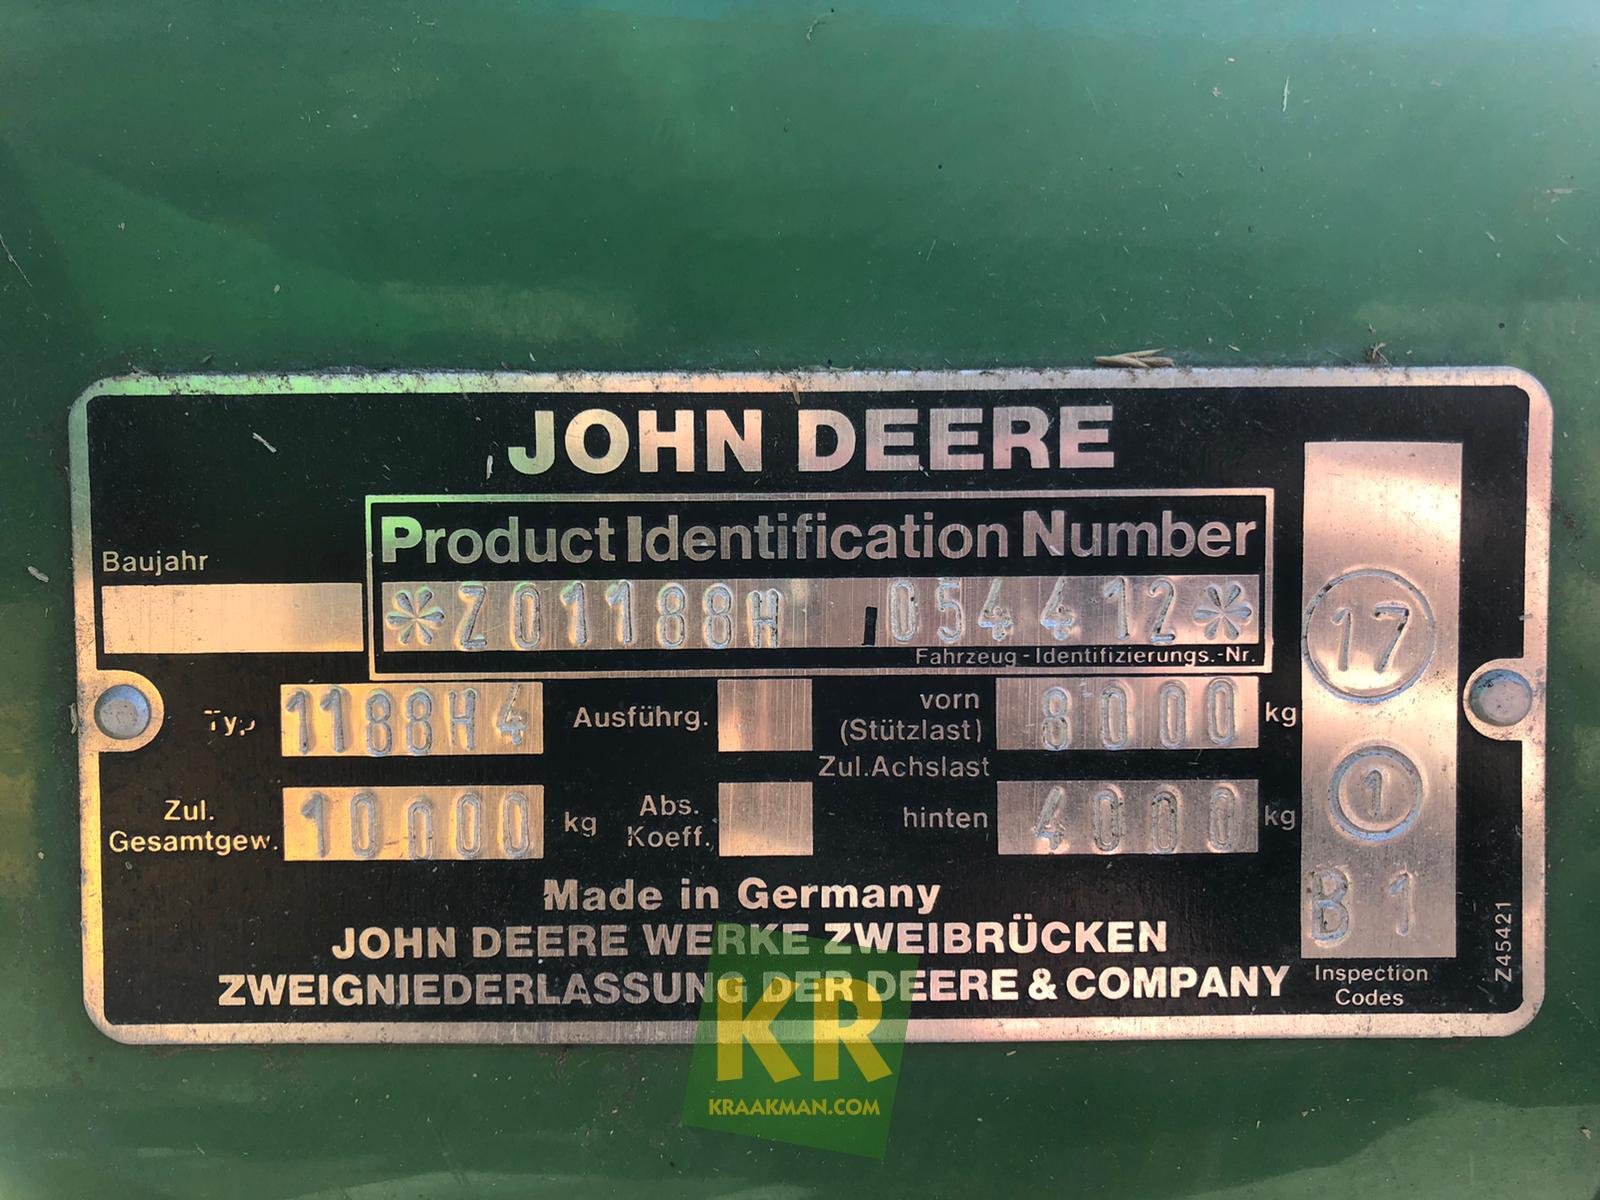 JOHN DEERE
Product Identification Number
Baujahr
*Z01188H 054412*
Fahrzeug-Identifizierungs.-Nr.
Typ 1188H4 Ausführg. vorn (Stützlast) 8000 kg
Zul. Achslast
Zul. Gesamtgew. 10000 kg Abs. Koeff. hinten 4000 kg
17
1
B 1
Inspection
Codes
Z45421
Made in Germany
JOHN DEERE WERKE ZWEIBRÜCKEN
ZWEIGNIEDERLASSUNG DER DEERE & COMPANY
KR
KRAAKMAN.COM